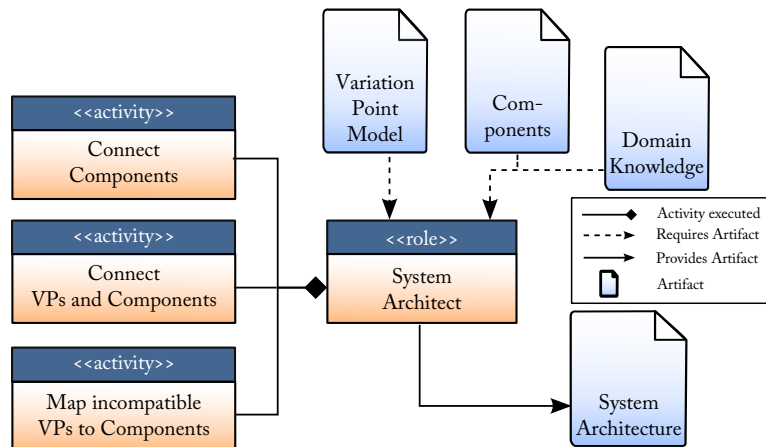 <<activity>>
Connect
Components
<<activity>>
Connect
VPs and Components
<<activity>>
Map incompatible
VPs to Components
Variation
Point
Model
Com-
ponents
Domain
Knowledge
<<role>>
System
Architect
Activity executed
Requires Artifact
Provides Artifact
Artifact
System
Architecture